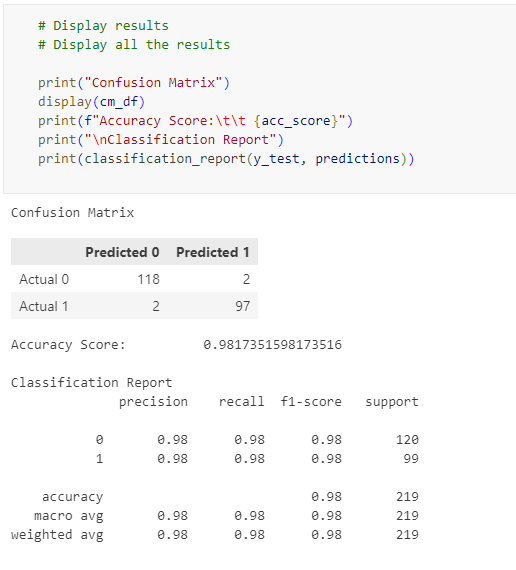 # Display results
# Display all the results
print("Confusion Matrix")
display(cm_df)
print(f"Accuracy Score:\t\t {acc_score}")
print("\nClassification Report")
print(classification_report(y_test, predictions))
Confusion Matrix
Predicted 0 Predicted 1
Actual 0 118 2
Actual 1 2 97
Accuracy Score: 0.9817351598173516
Classification Report
precision recall f1-score support
0 0.98 0.98 0.98 120
1 0.98 0.98 0.98 99
accuracy 0.98 219
macro avg 0.98 0.98 0.98 219
weighted avg 0.98 0.98 0.98 219